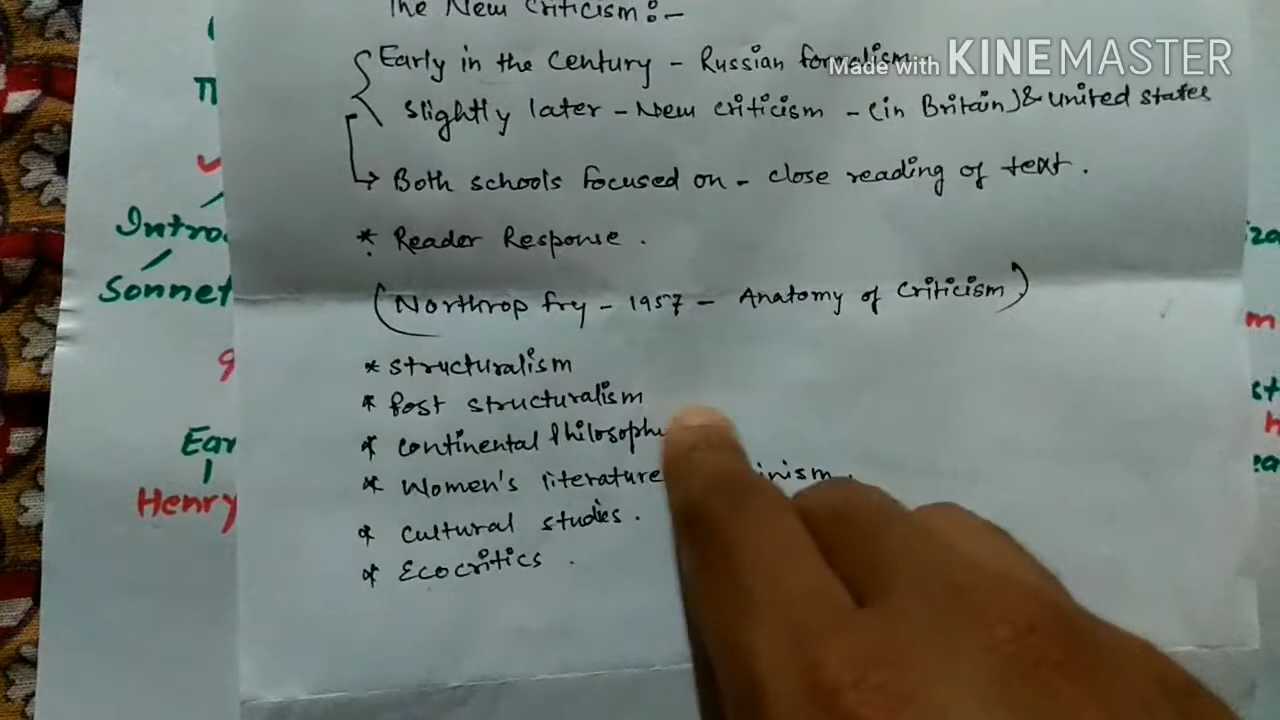 The New Criticism :-
Early in the Century - Russian formalism
Made with KINEMASTER
slightly later - New criticism - (in Britain) & United States
Both schools focused on - close reading of text.
* Reader Response.
(Northrop fry - 1957 - Anatomy of Criticism)
* structuralism
* Post structuralism
* Continental Philosophy
* Women's literature
* cultural studies.
* Ecocritics.
Intro
Sonnet
Ear
Henry